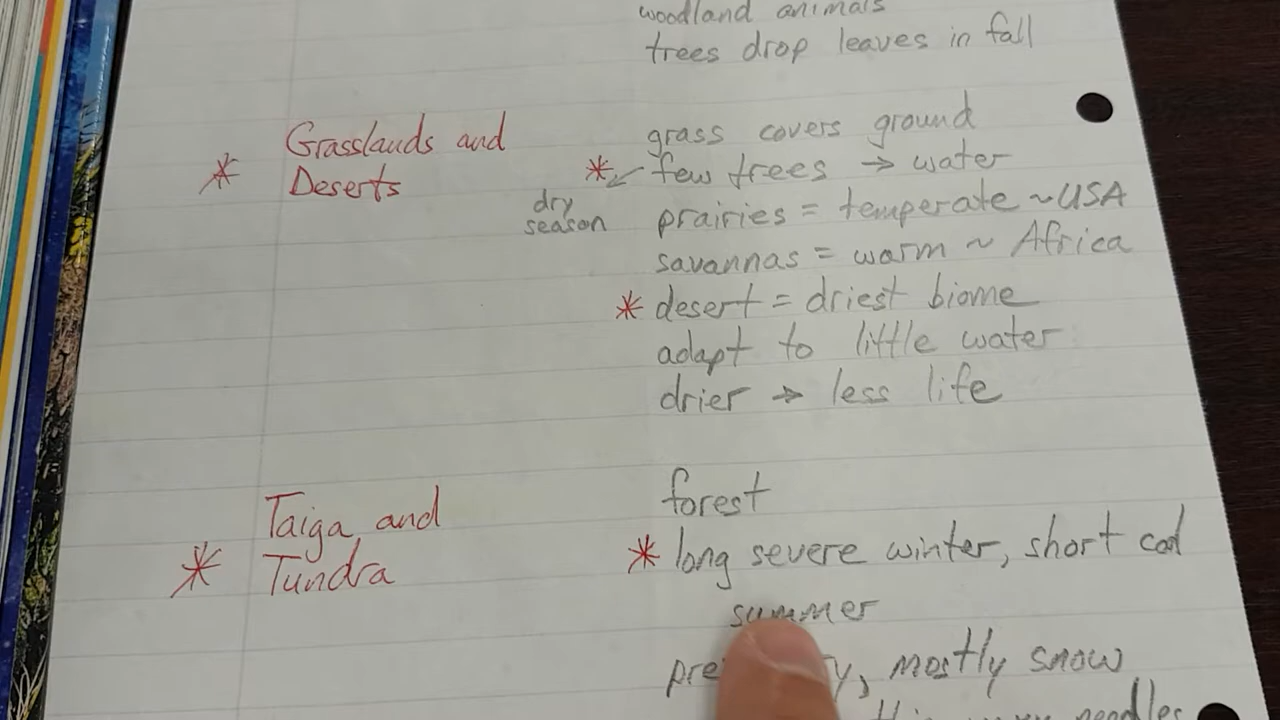 woodland animals
trees drop leaves in fall
* Grasslands and
Deserts
grass covers ground
* few trees → water
dry
season
prairies = temperate ~ USA
savannas = warm ~ Africa
* desert = driest biome
adapt to little water
drier → less life
* Taiga and
Tundra
forest
* long severe winter, short cool
summer
mostly snow
needles